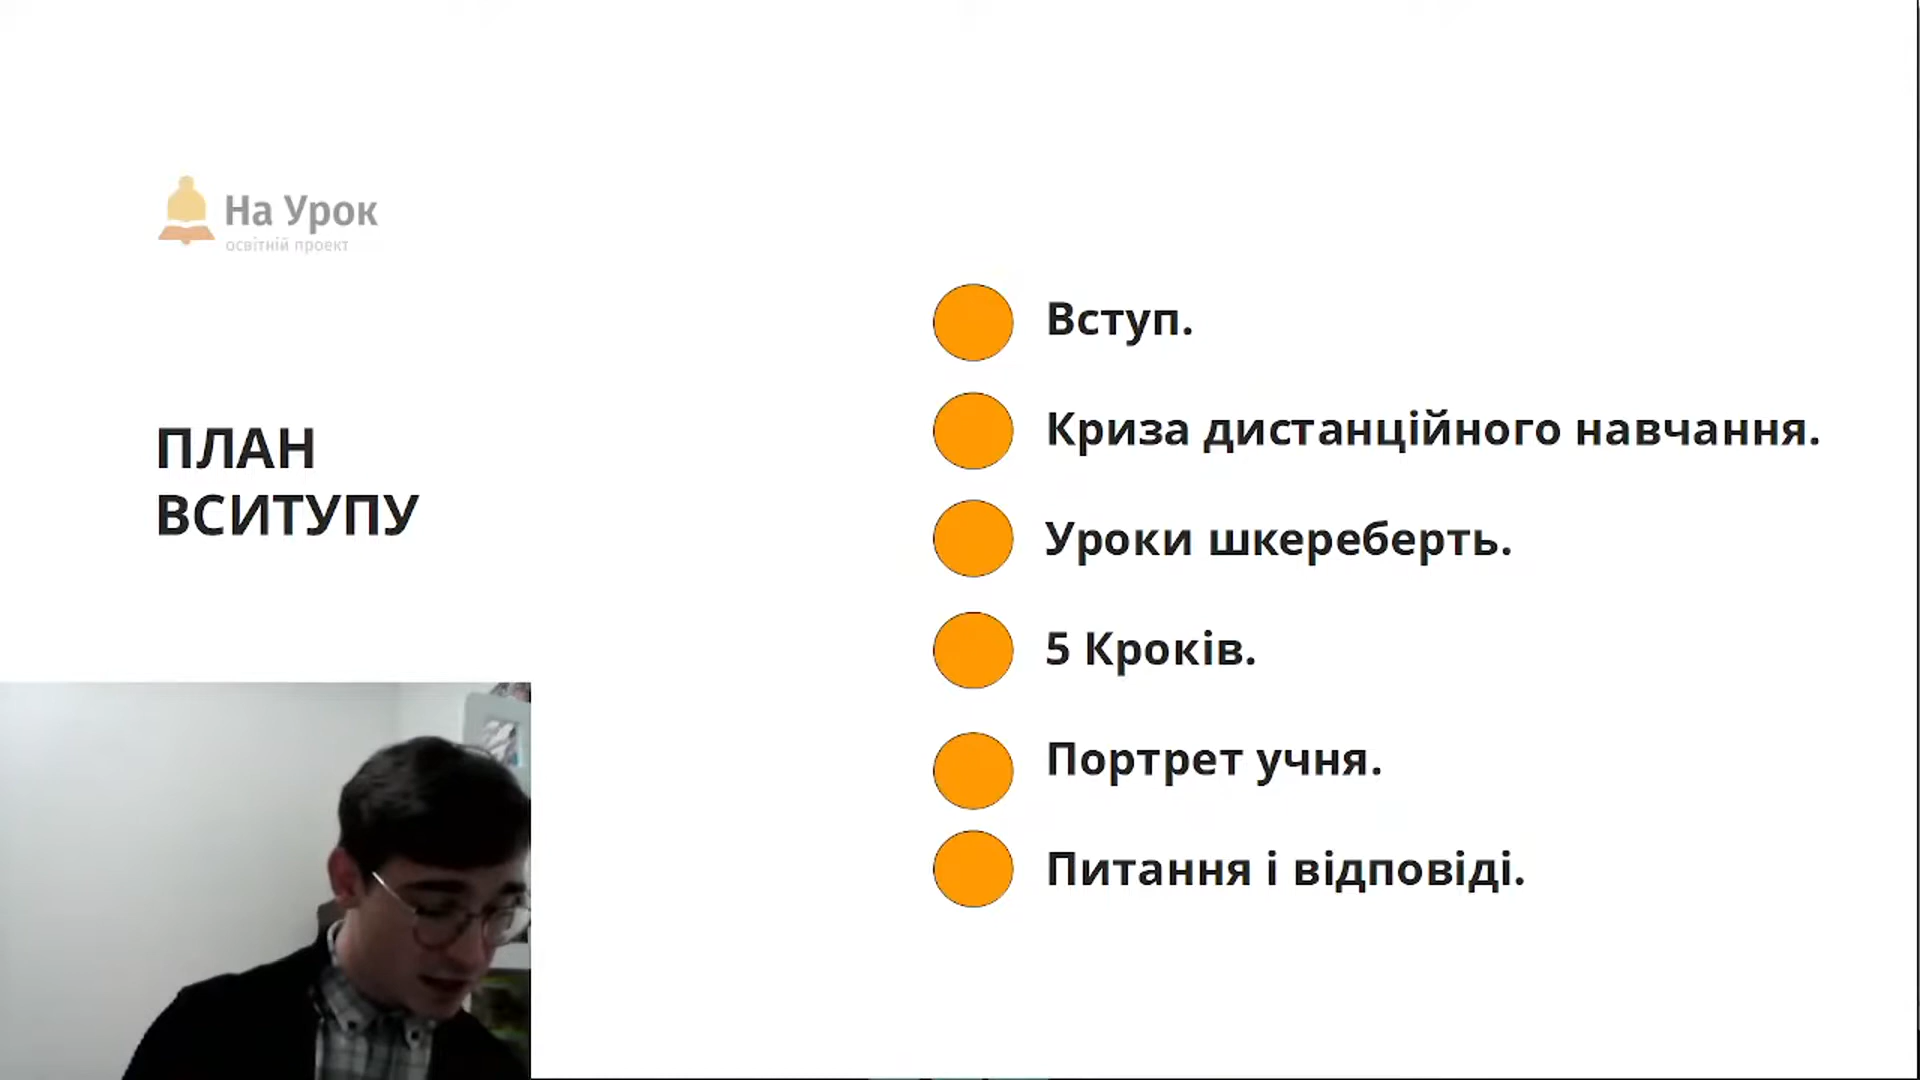 На Урок
освітній проект
ПЛАН
ВСИТУПУ
Вступ.
Криза дистанційного навчання.
Уроки шкереберть.
5 Кроків.
Портрет учня.
Питання і відповіді.